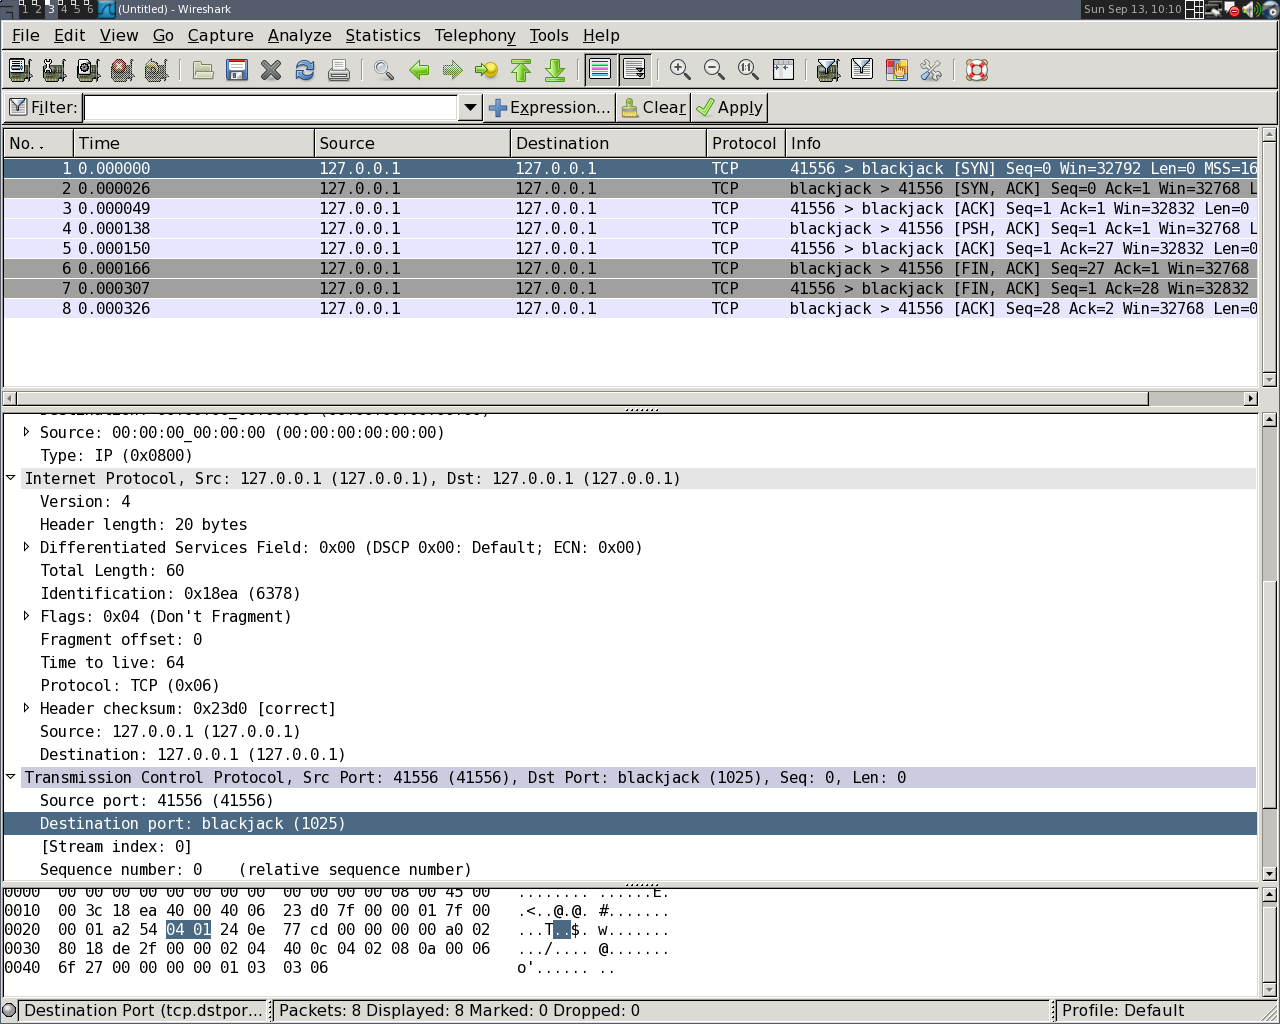 1 2 3 4 5 6 (Untitled) - Wireshark Sun Sep 13, 10:10
File Edit View Go Capture Analyze Statistics Telephony Tools Help
Filter: Expression... Clear Apply
No. . Time Source Destination Protocol Info
1 0.000000 127.0.0.1 127.0.0.1 TCP 41556 > blackjack [SYN] Seq=0 Win=32792 Len=0 MSS=16
2 0.000026 127.0.0.1 127.0.0.1 TCP blackjack > 41556 [SYN, ACK] Seq=0 Ack=1 Win=32768 L
3 0.000049 127.0.0.1 127.0.0.1 TCP 41556 > blackjack [ACK] Seq=1 Ack=1 Win=32832 Len=0
4 0.000138 127.0.0.1 127.0.0.1 TCP blackjack > 41556 [PSH, ACK] Seq=1 Ack=1 Win=32768 L
5 0.000150 127.0.0.1 127.0.0.1 TCP 41556 > blackjack [ACK] Seq=1 Ack=27 Win=32832 Len=0
6 0.000166 127.0.0.1 127.0.0.1 TCP blackjack > 41556 [FIN, ACK] Seq=27 Ack=1 Win=32768
7 0.000307 127.0.0.1 127.0.0.1 TCP 41556 > blackjack [FIN, ACK] Seq=1 Ack=28 Win=32832
8 0.000326 127.0.0.1 127.0.0.1 TCP blackjack > 41556 [ACK] Seq=28 Ack=2 Win=32768 Len=0
Source: 00:00:00_00:00:00 (00:00:00:00:00:00)
Type: IP (0x0800)
Internet Protocol, Src: 127.0.0.1 (127.0.0.1), Dst: 127.0.0.1 (127.0.0.1)
Version: 4
Header length: 20 bytes
Differentiated Services Field: 0x00 (DSCP 0x00: Default; ECN: 0x00)
Total Length: 60
Identification: 0x18ea (6378)
Flags: 0x04 (Don't Fragment)
Fragment offset: 0
Time to live: 64
Protocol: TCP (0x06)
Header checksum: 0x23d0 [correct]
Source: 127.0.0.1 (127.0.0.1)
Destination: 127.0.0.1 (127.0.0.1)
Transmission Control Protocol, Src Port: 41556 (41556), Dst Port: blackjack (1025), Seq: 0, Len: 0
Source port: 41556 (41556)
Destination port: blackjack (1025)
[Stream index: 0]
Sequence number: 0 (relative sequence number)
0000 00 00 00 00 00 00 00 00 00 00 00 00 08 00 45 00 ........ ......E.
0010 00 3c 18 ea 40 00 40 06 23 d0 7f 00 00 01 7f 00 .<..@.@. #.......
0020 00 01 a2 54 04 01 24 0e 77 cd 00 00 00 00 a0 02 ...T..$. w.......
0030 80 18 de 2f 00 00 02 04 40 0c 04 02 08 0a 00 06 .../.... @.......
0040 6f 27 00 00 00 00 01 03 03 06 o'...... ..
Destination Port (tcp.dstpor... Packets: 8 Displayed: 8 Marked: 0 Dropped: 0 Profile: Default